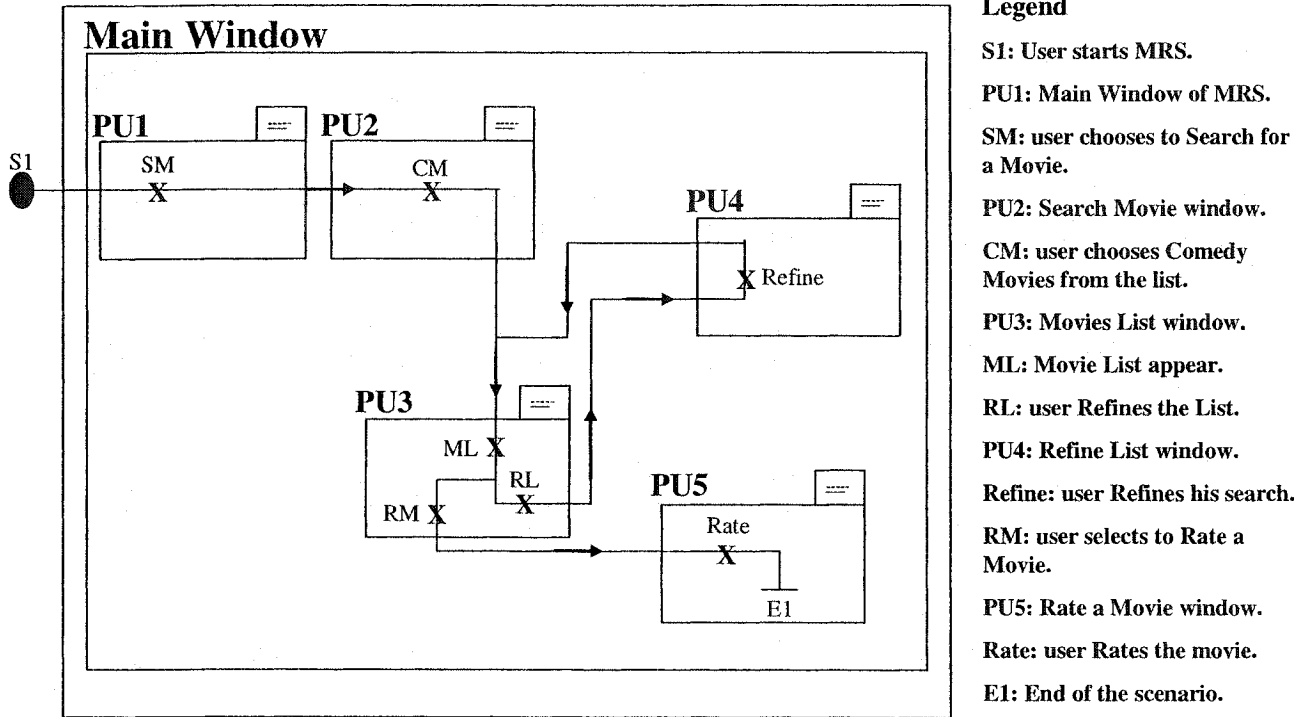 Main Window
PU1
PU2
S1
SM
CM
PU4
Refine
PU3
ML
RL
RM
PU5
Rate
E1
Legend
S1: User starts MRS.
PU1: Main Window of MRS.
SM: user chooses to Search for
a Movie.
PU2: Search Movie window.
CM: user chooses Comedy
Movies from the list.
PU3: Movies List window.
ML: Movie List appear.
RL: user Refines the List.
PU4: Refine List window.
Refine: user Refines his search.
RM: user selects to Rate a
Movie.
PU5: Rate a Movie window.
Rate: user Rates the movie.
E1: End of the scenario.